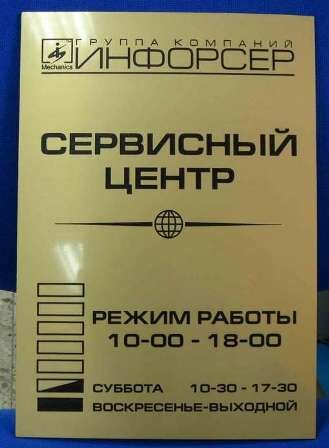 ГРУППА КОМПАНИЙ
ИНФОРСЕР
Mechanics
СЕРВИСНЫЙ
ЦЕНТР
РЕЖИМ РАБОТЫ
10-00 - 18-00
СУББОТА 10-30 - 17-30
ВОСКРЕСЕНЬЕ-ВЫХОДНОЙ